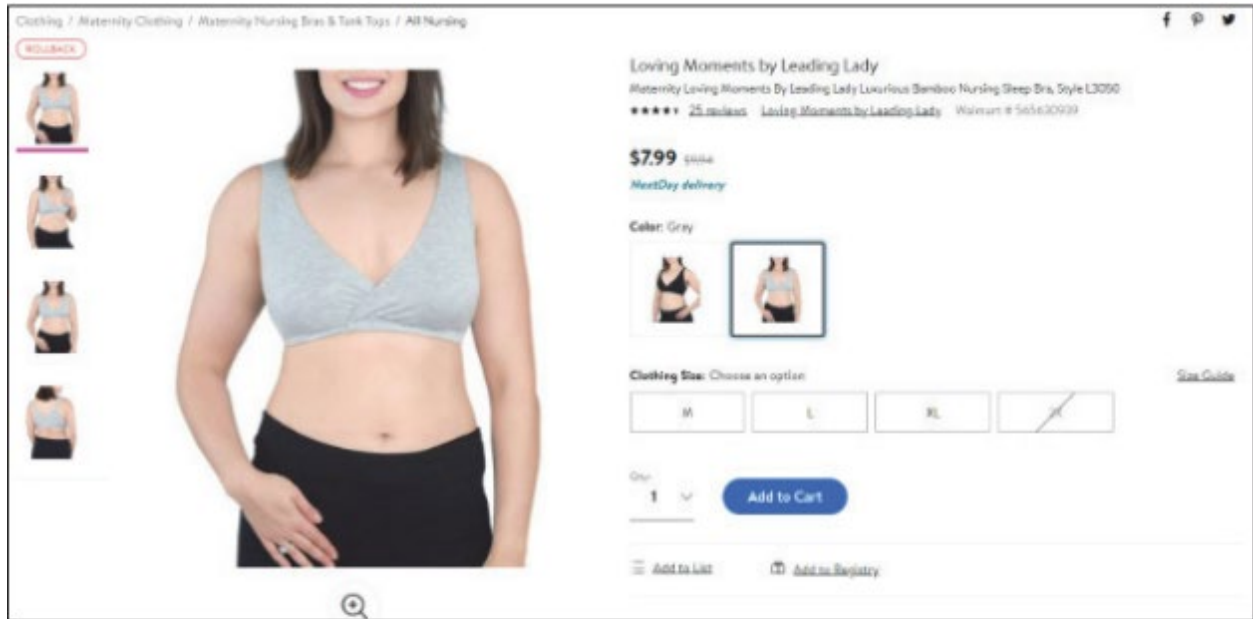 Clothing / Maternity Clothing / Maternity Nursing Bras & Tank Tops / All Nursing
ROLLBACK
Loving Moments by Leading Lady
Maternity Loving Moments By Leading Lady Luxurious Bamboo Nursing Sleep Bra, Style L3050
25 reviews Loving Moments by Leading Lady Walmart # 565630939
$7.99
NextDay delivery
Color: Gray
Clothing Size: Choose an option Size Guide
M L XL
Qty:
1 Add to Cart
Add to List Add to Registry